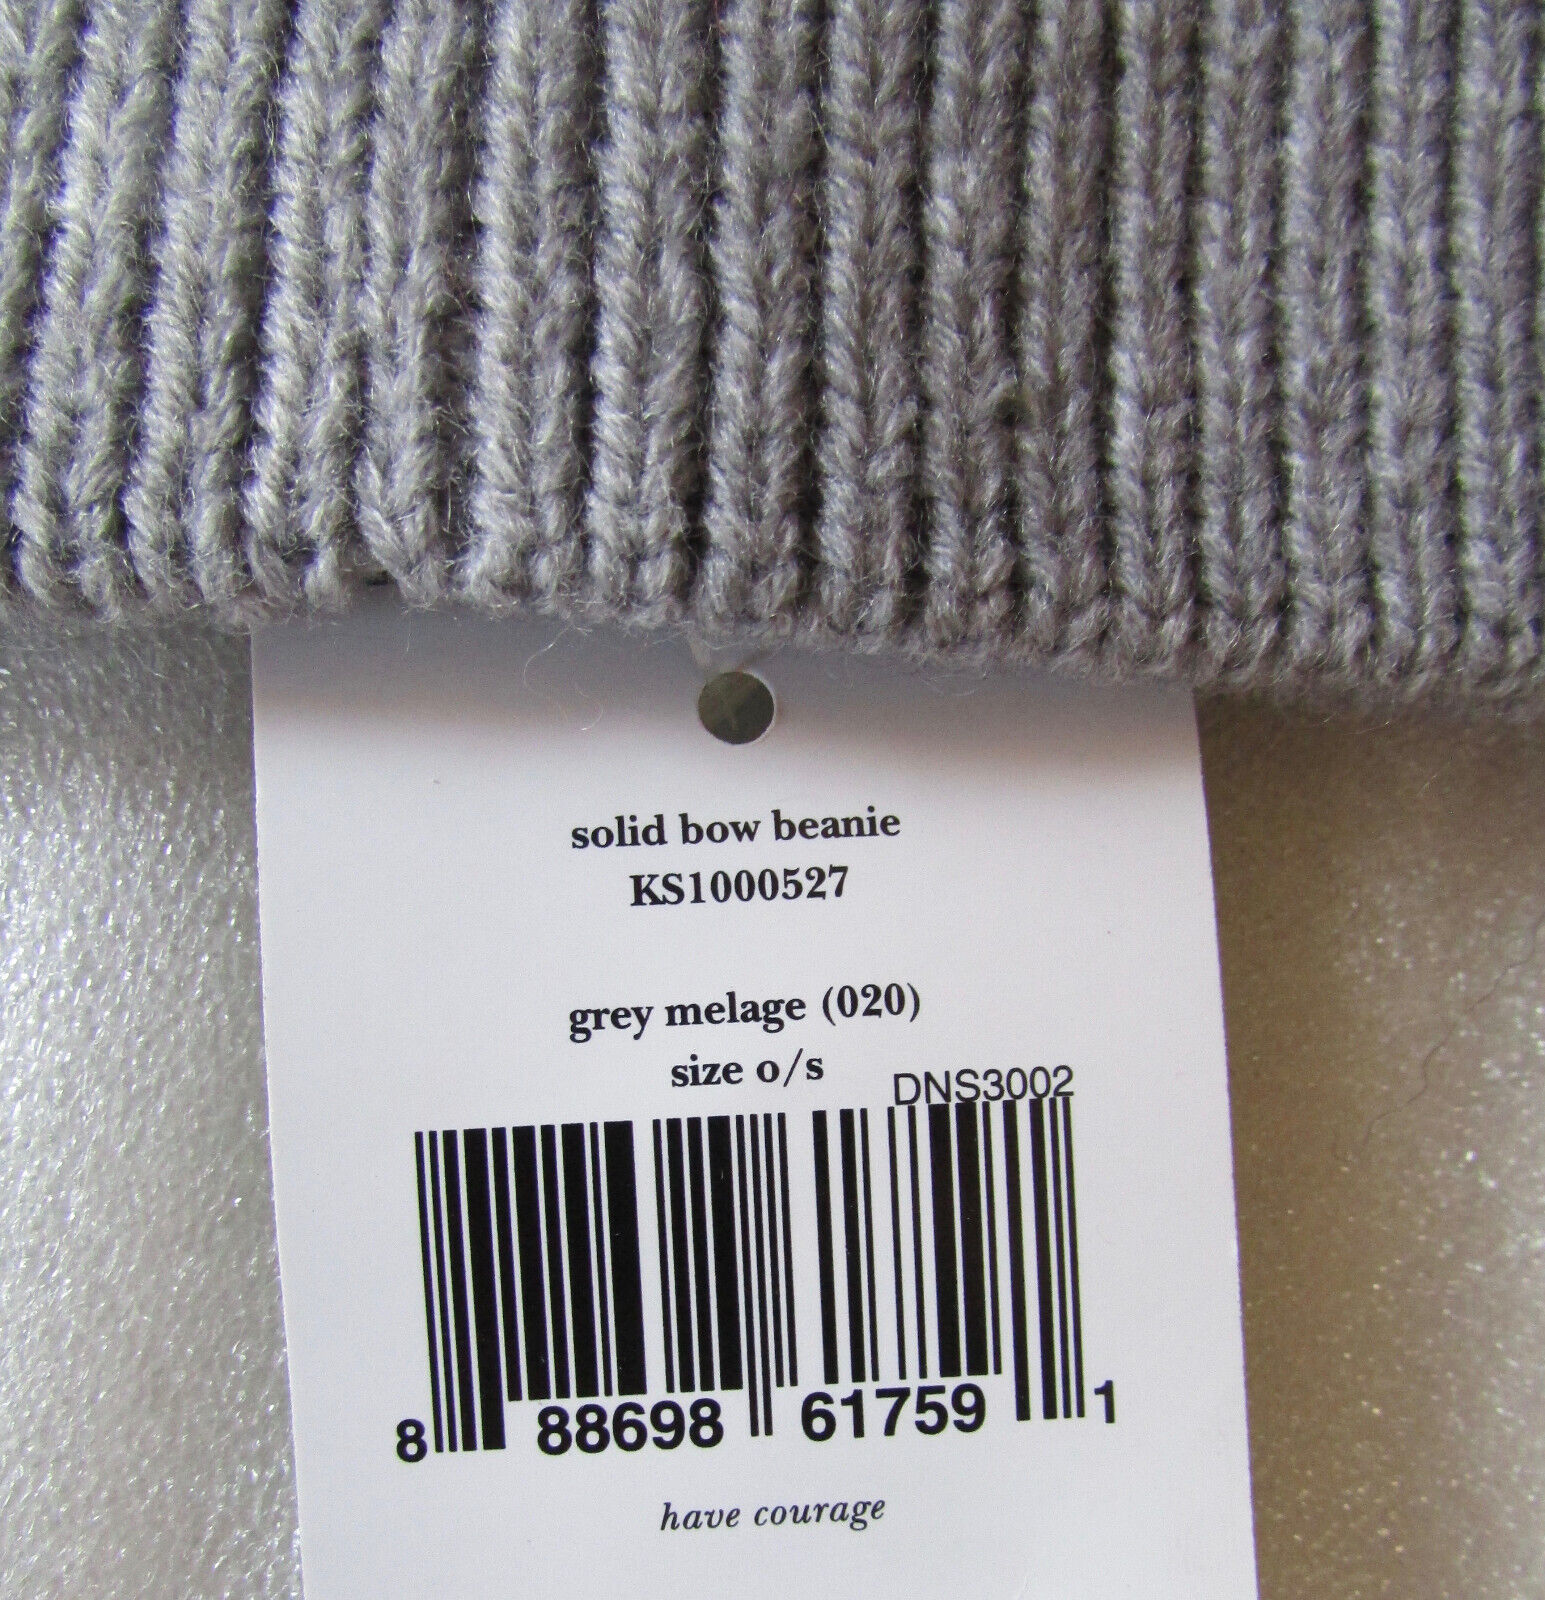 solid bow beanie
KS1000527
grey melage (020)
size o/s
DNS3002
8 88698 61759 1
have courage